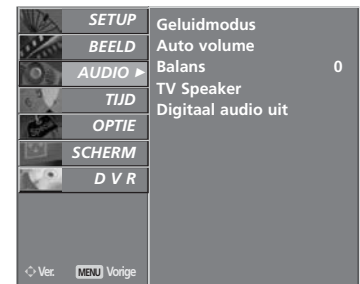 SETUP
BEELD
AUDIO ►
TIJD
OPTIE
SCHERM
D V R
Geluidmodus
Auto volume
Balans 0
TV Speaker
Digitaal audio uit
Ver. MENU Vorige